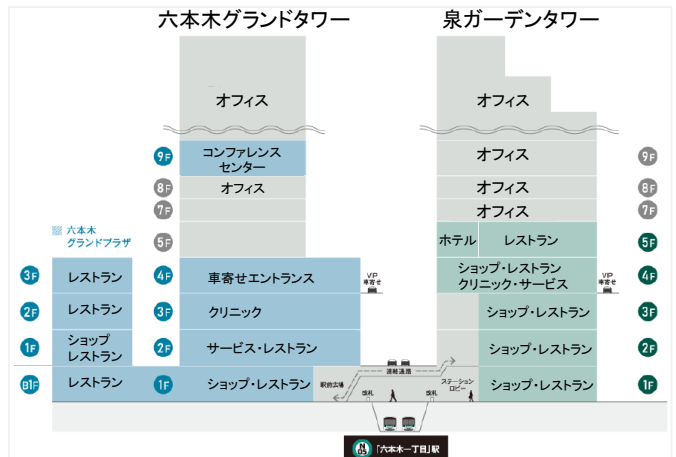 六本木グランドタワー
泉ガーデンタワー
オフィス
オフィス
9F
コンファレンス
センター
オフィス
9F
8F
オフィス
オフィス
8F
7F
オフィス
7F
六本木
グランドプラザ
5F
ホテル
レストラン
5F
3F
レストラン
4F
車寄せエントランス
VIP
車寄せ
ショップ・レストラン
クリニック・サービス
VIP
車寄せ
4F
2F
レストラン
3F
クリニック
ショップ・レストラン
3F
1F
ショップ
レストラン
2F
サービス・レストラン
ショップ・レストラン
2F
連絡通路
B1F
レストラン
1F
ショップ・レストラン
駅前広場
改札
改札
ステーション
ロビー
ショップ・レストラン
1F
N
05
「六本木一丁目」駅